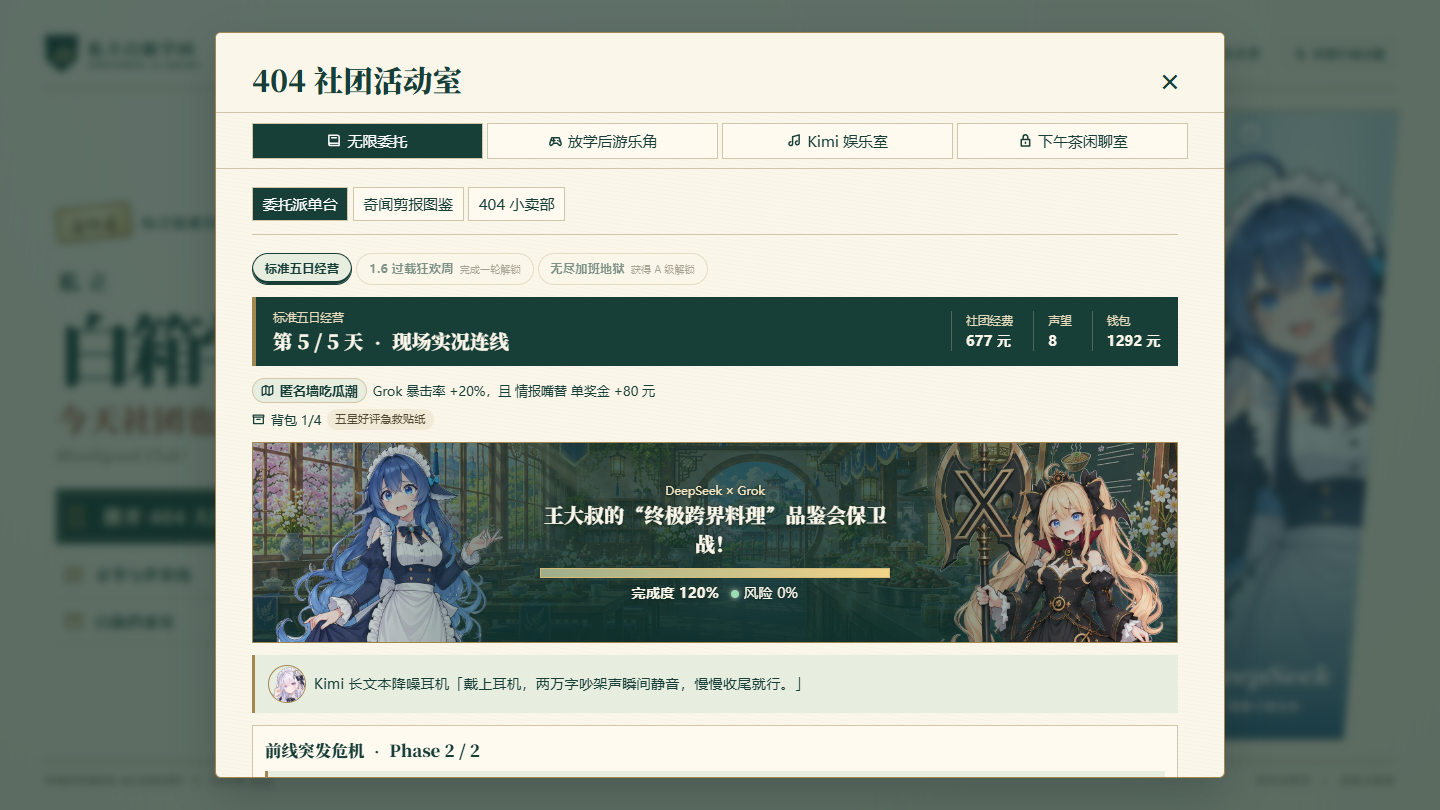 404 社团活动室
无限委托
放学后游乐角
Kimi 娱乐室
下午茶闲聊室
委托派单台
奇闻剪报图鉴
404 小卖部
标准五日经营
1.6 过载狂欢周 完成一轮解锁
无尽加班地狱 获得 A 级解锁
标准五日经营
第 5 / 5 天 · 现场实况连线
社团经费
677 元
声望
8
钱包
1292 元
匿名墙吃瓜潮 Grok 暴击率 +20%，且 情报嘴替 单奖金 +80 元
背包 1/4 五星好评急救贴纸
DeepSeek × Grok
王大叔的“终极跨界料理”品鉴会保卫
战！
完成度 120% 风险 0%
Kimi 长文本降噪耳机「戴上耳机，两万字吵架声瞬间静音，慢慢收尾就行。」
前线突发危机 · Phase 2 / 2